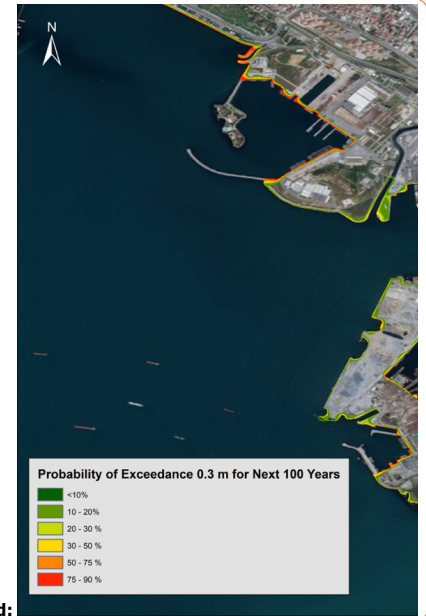 N
Probability of Exceedance 0.3 m for Next 100 Years
<10%
10 - 20%
20 - 30 %
30 - 50 %
50 - 75 %
75 - 90 %
d: